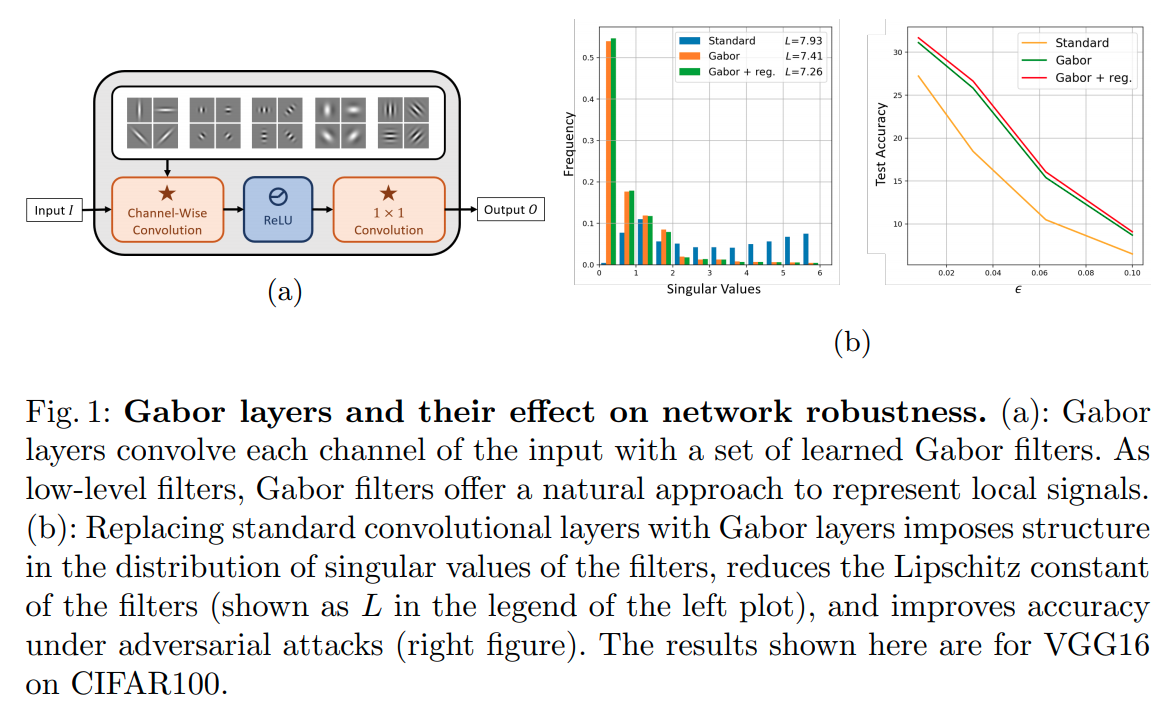 Input I
Channel-Wise
Convolution
ReLU
1 × 1
Convolution
Output O
(a)
Frequency
0.5
0.4
0.3
0.2
0.1
0.0
0 1 2 3 4 5 6
Singular Values
Standard L=7.93
Gabor L=7.41
Gabor + reg. L=7.26
Test Accuracy
30
25
20
15
10
0.02 0.04 0.06 0.08 0.10
ϵ
Standard
Gabor
Gabor + reg.
(b)
Fig. 1: Gabor layers and their effect on network robustness. (a): Gabor
layers convolve each channel of the input with a set of learned Gabor filters. As
low-level filters, Gabor filters offer a natural approach to represent local signals.
(b): Replacing standard convolutional layers with Gabor layers imposes structure
in the distribution of singular values of the filters, reduces the Lipschitz constant
of the filters (shown as L in the legend of the left plot), and improves accuracy
under adversarial attacks (right figure). The results shown here are for VGG16
on CIFAR100.